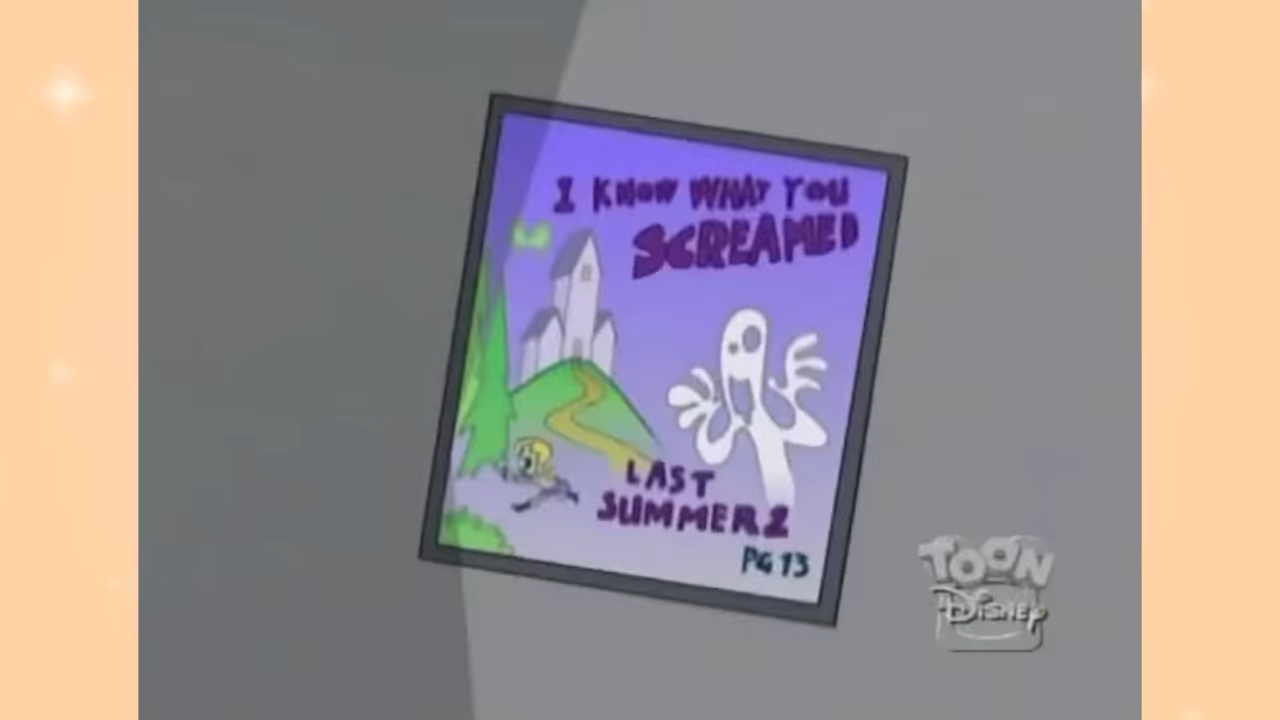 I KNOW WHAT YOU
SCREAMED
LAST
SUMMER 2
PG 13
TOON
DISNEY